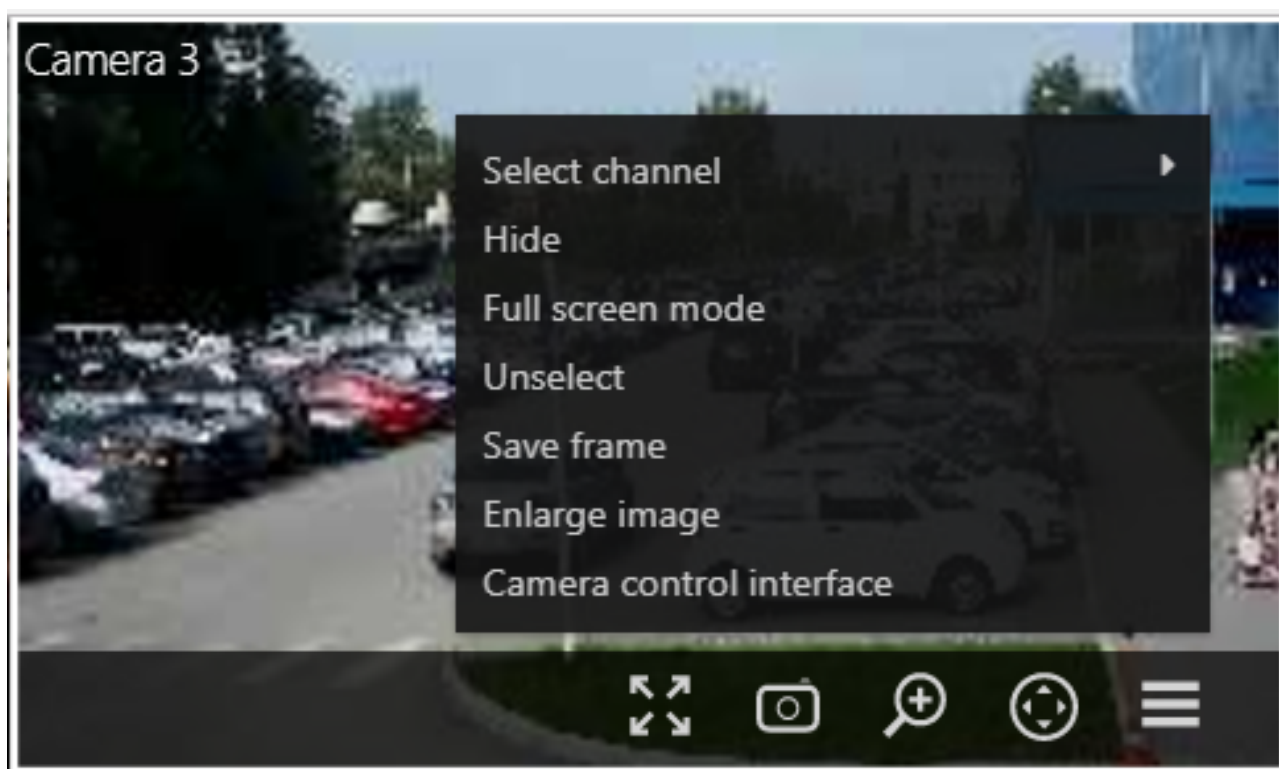 Camera 3
Select channel
Hide
Full screen mode
Unselect
Save frame
Enlarge image
Camera control interface